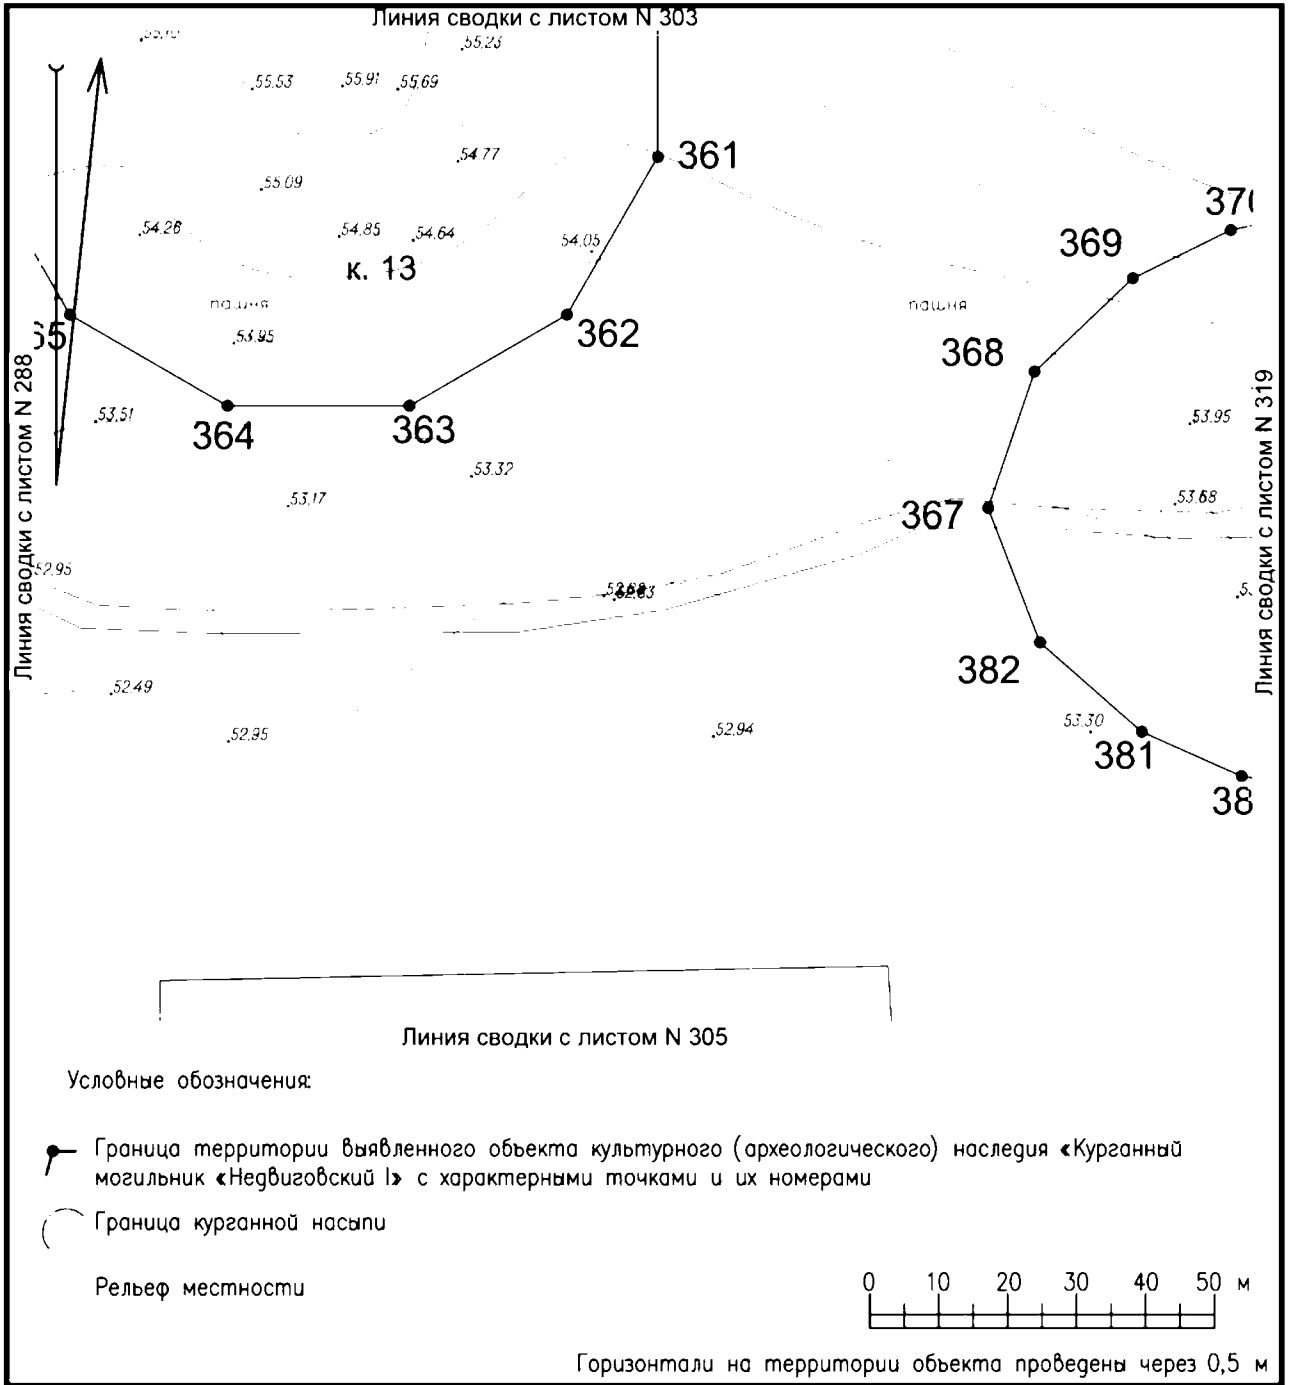 Линия сводки с листом N 303
55.23
.55.53
.55.91
.55.69
.54.77
361
.55.09
370
.54.26
.54.85
.54.64
54.05
369
к. 13
пашня
пашня
362
.53.95
368
Линия сводки с листом N 288
Линия сводки с листом N 319
.53.51
364
363
.53.95
.53.32
.53.17
.53.68
367
52.95
382
.52.49
.52.95
.52.94
53.30
381
38
Линия сводки с листом N 305
Условные обозначения:
Граница территории выявленного объекта культурного (археологического) наследия «Курганный
могильник «Недвиговский I» с характерными точками и их номерами
Граница курганной насыпи
Рельеф местности
0 10 20 30 40 50 м
Горизонтали на территории объекта проведены через 0,5 м